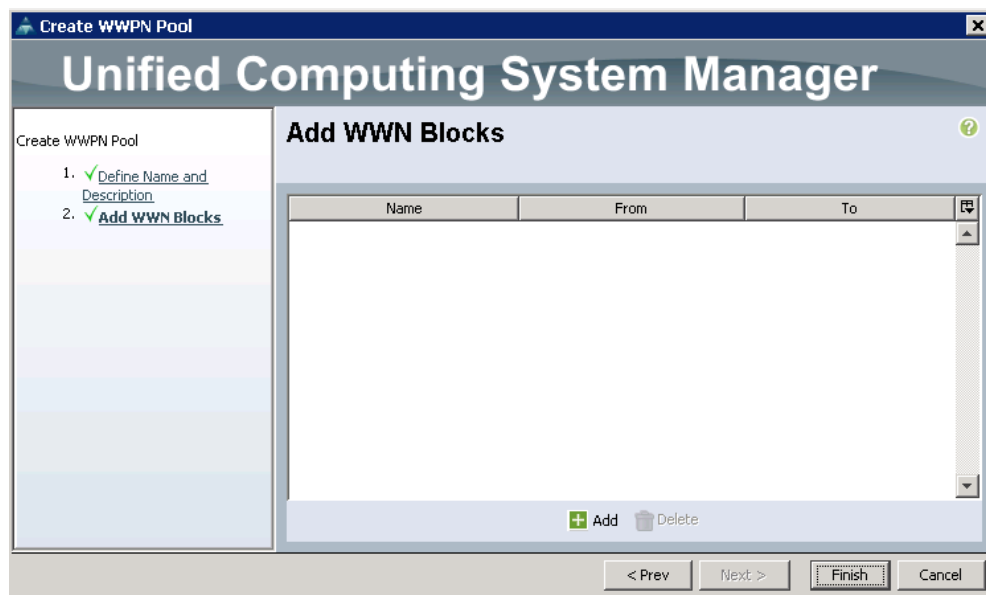 Create WWPN Pool
Unified Computing System Manager
Create WWPN Pool
1. Define Name and
Description
2. Add WWN Blocks
Add WWN Blocks
Name From To
Add Delete
< Prev Next > Finish Cancel